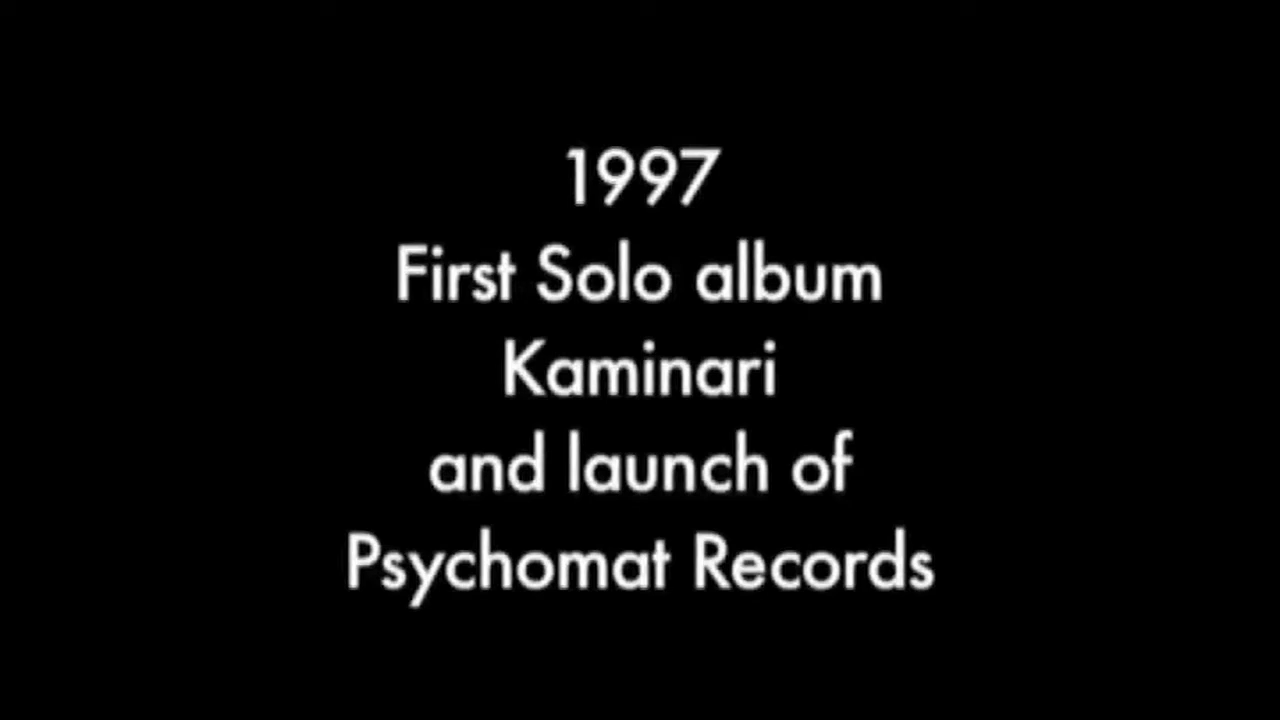 1997
First Solo album
Kaminari
and launch of
Psychomat Records